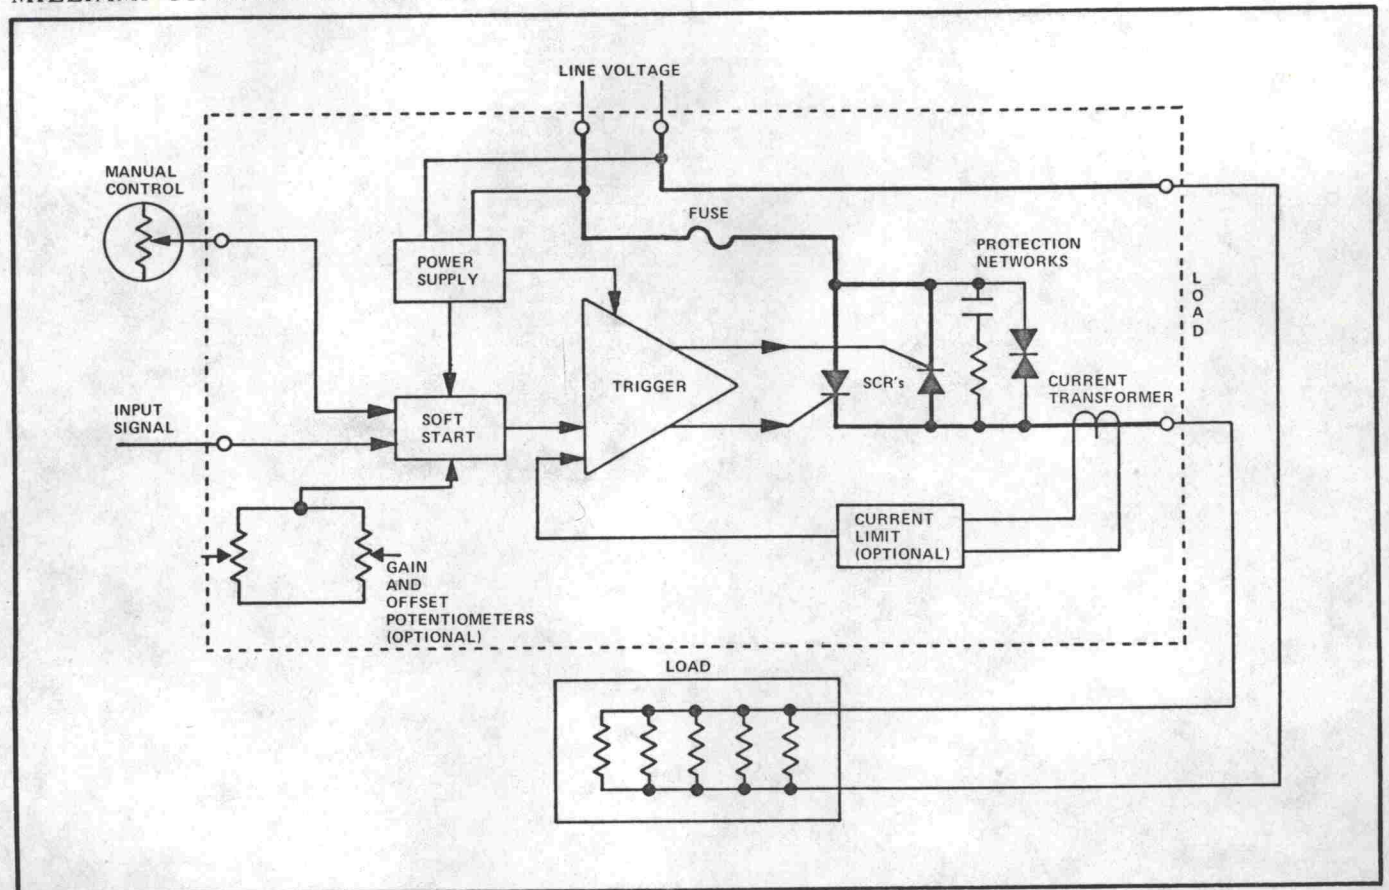 LINE VOLTAGE
MANUAL
CONTROL
FUSE
POWER
SUPPLY
PROTECTION
NETWORKS
LOAD
TRIGGER
SCR's
CURRENT
TRANSFORMER
INPUT
SIGNAL
SOFT
START
CURRENT
LIMIT
(OPTIONAL)
GAIN
AND
OFFSET
POTENTIOMETERS
(OPTIONAL)
LOAD